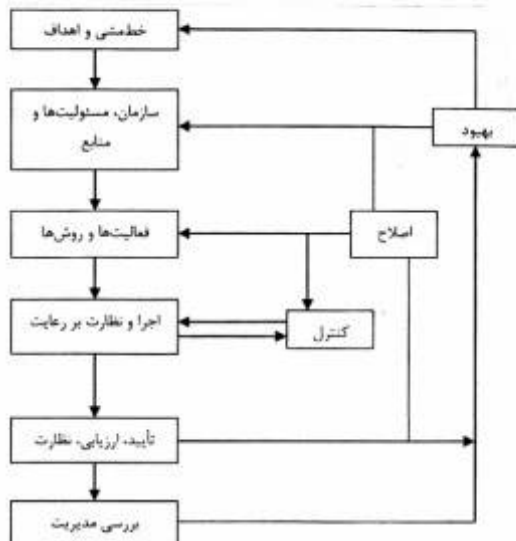 خط‌مشی و اهداف
سازمان، مسئولیت‌ها و
منابع
بهبود
فعالیت‌ها و روش‌ها
اصلاح
اجرا و نظارت بر رعایت
کنترل
تأیید، ارزیابی، نظارت
بررسی مدیریت